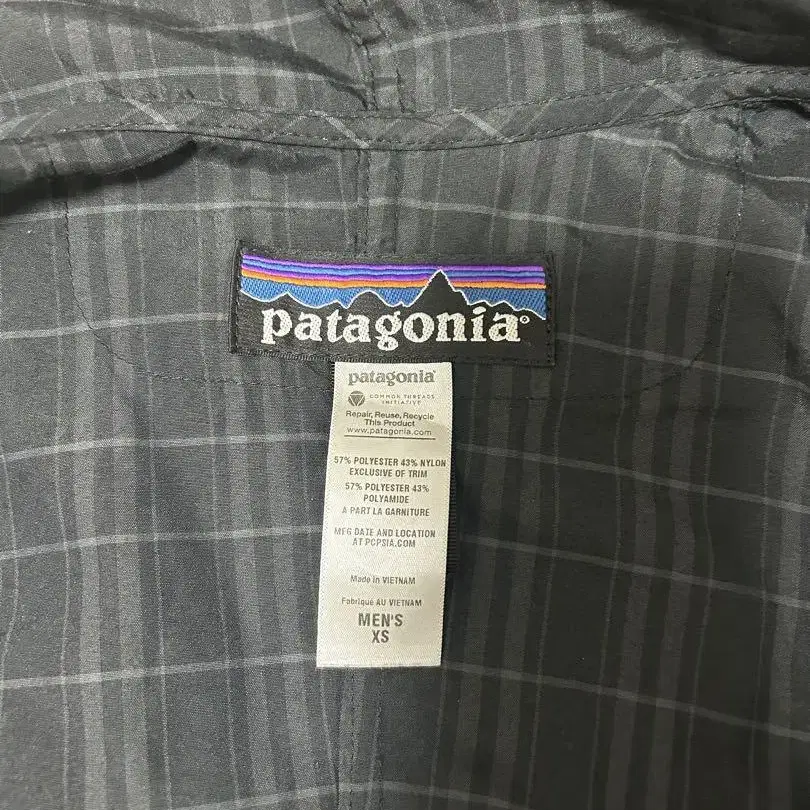 patagonia®
patagonia®
COMMON THREADS
INITIATIVE
Repair, Reuse, Recycle
This Product
www.patagonia.com
57% POLYESTER 43% NYLON
EXCLUSIVE OF TRIM
57% POLYESTER 43%
POLYAMIDE
A PART LA GARNITURE
MFG DATE AND LOCATION
AT PCPSIA.COM
Made in VIETNAM
Fabriqué AU VIETNAM
MEN'S
XS